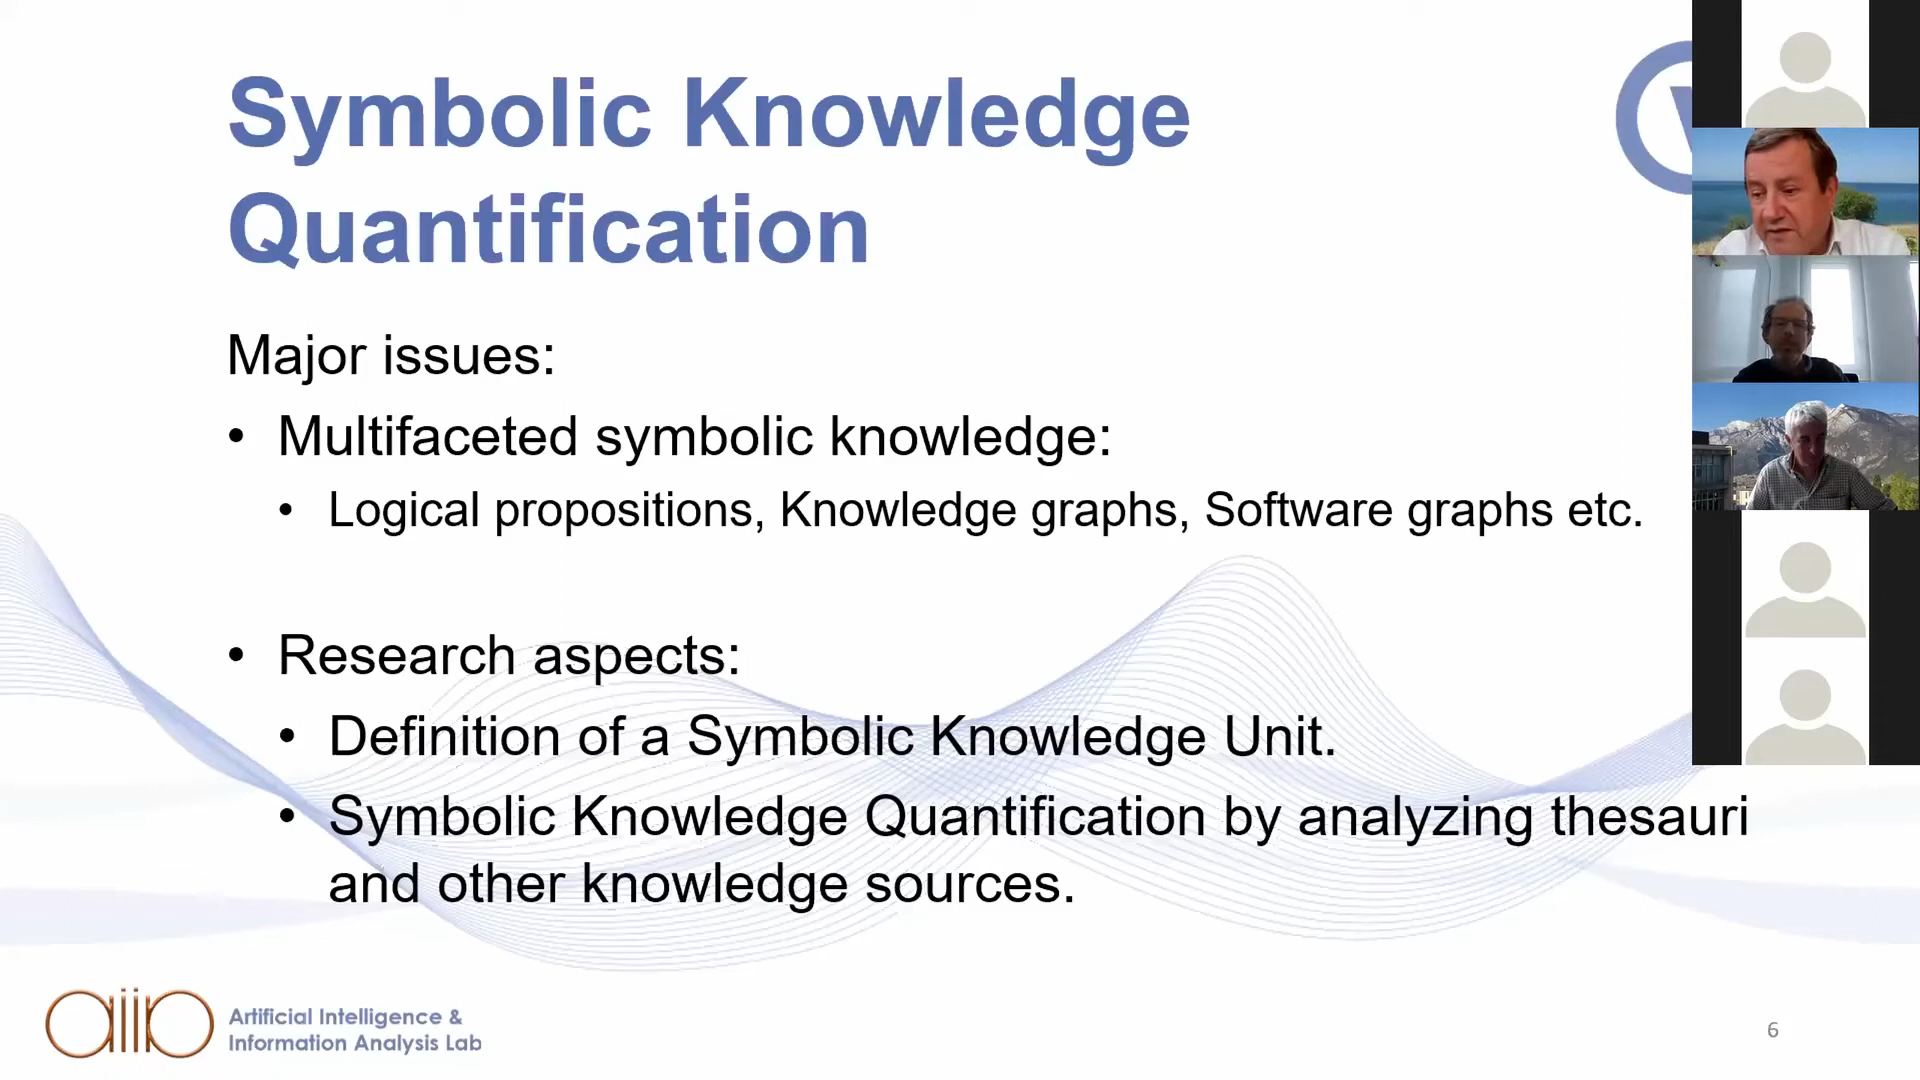 Symbolic Knowledge
Quantification
Major issues:
• Multifaceted symbolic knowledge:
• Logical propositions, Knowledge graphs, Software graphs etc.
• Research aspects:
• Definition of a Symbolic Knowledge Unit.
• Symbolic Knowledge Quantification by analyzing thesauri
and other knowledge sources.
aiia
Artificial Intelligence &
Information Analysis Lab
6